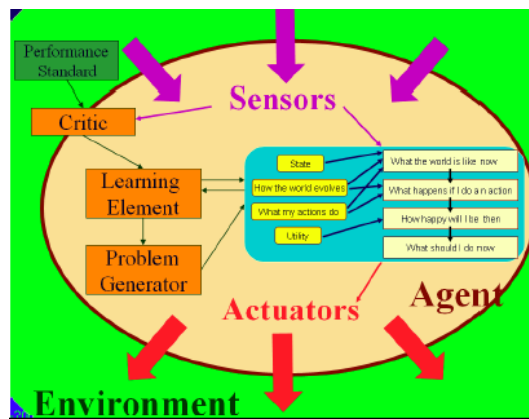 Performance
Standard
Sensors
Critic
State
What the world is like now
Learning
Element
How the world evolves
What happens if I do a n action
What my actions do
How happy will I be then
Utility
Problem
Generator
What should I do now
Agent
Actuators
Environment